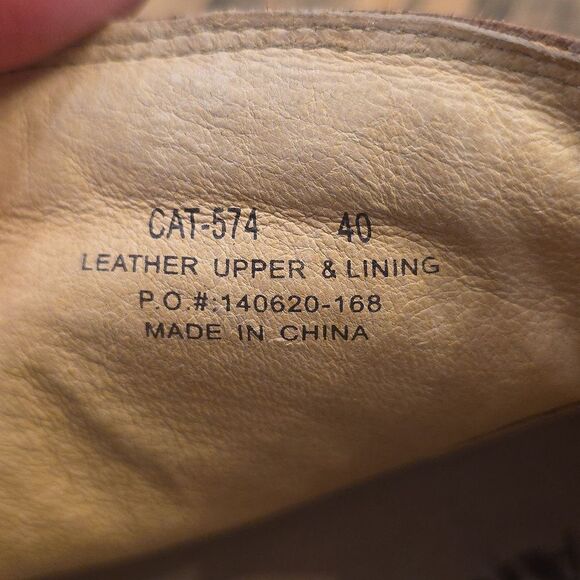 CAT-574 40
LEATHER UPPER & LINING
P.O.#:140620-168
MADE IN CHINA